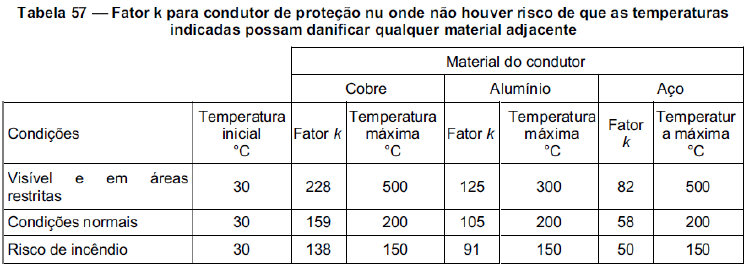 Tabela 57 — Fator k para condutor de proteção nu onde não houver risco de que as temperaturas
indicadas possam danificar qualquer material adjacente
Material do condutor
Cobre Alumínio Aço
Condições Temperatura inicial °C Fator k Temperatura máxima °C Fator k Temperatura máxima °C Fator k Temperatur a máxima °C
Visível e em áreas
restritas 30 228 500 125 300 82 500
Condições normais 30 159 200 105 200 58 200
Risco de incêndio 30 138 150 91 150 50 150